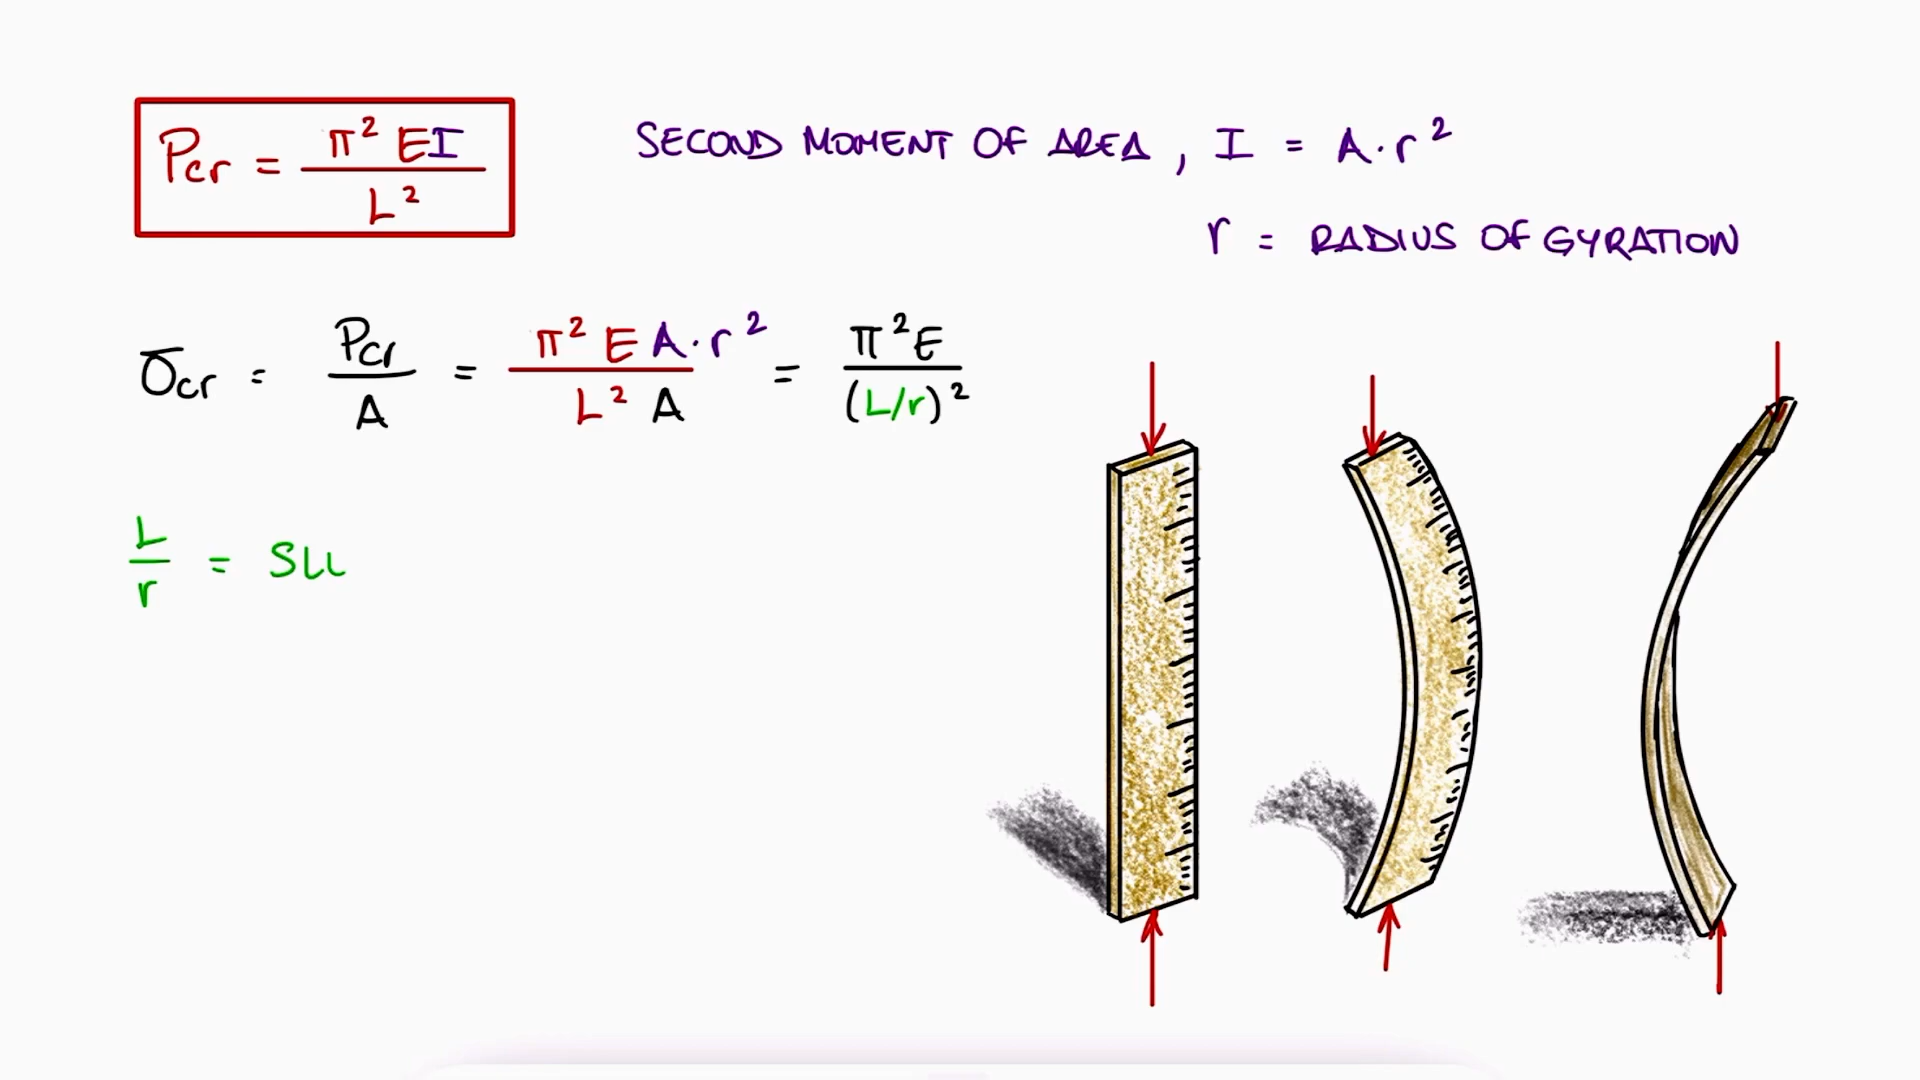 Pcr = π² EI / L²
SECOND MOMENT OF AREA, I = A · r²
r = RADIUS OF GYRATION
σcr = Pcr / A = π² E A · r² / L² A = π² E / (L/r)²
L / r = SLL